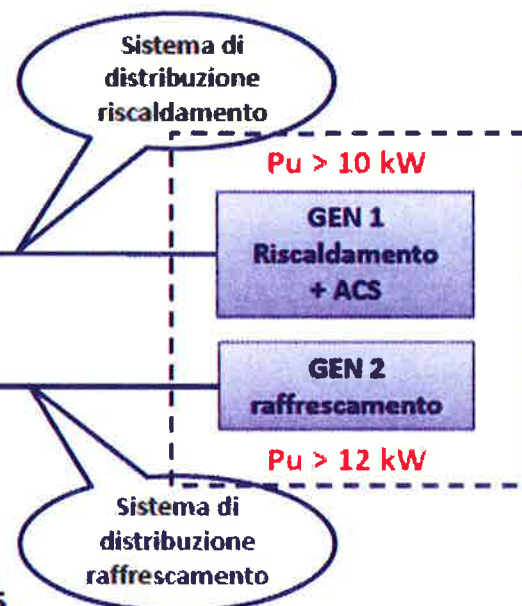 Sistema di
distribuzione
riscaldamento
Pu > 10 kW
GEN 1
Riscaldamento
+ ACS
GEN 2
raffrescamento
Pu > 12 kW
Sistema di
distribuzione
raffrescamento